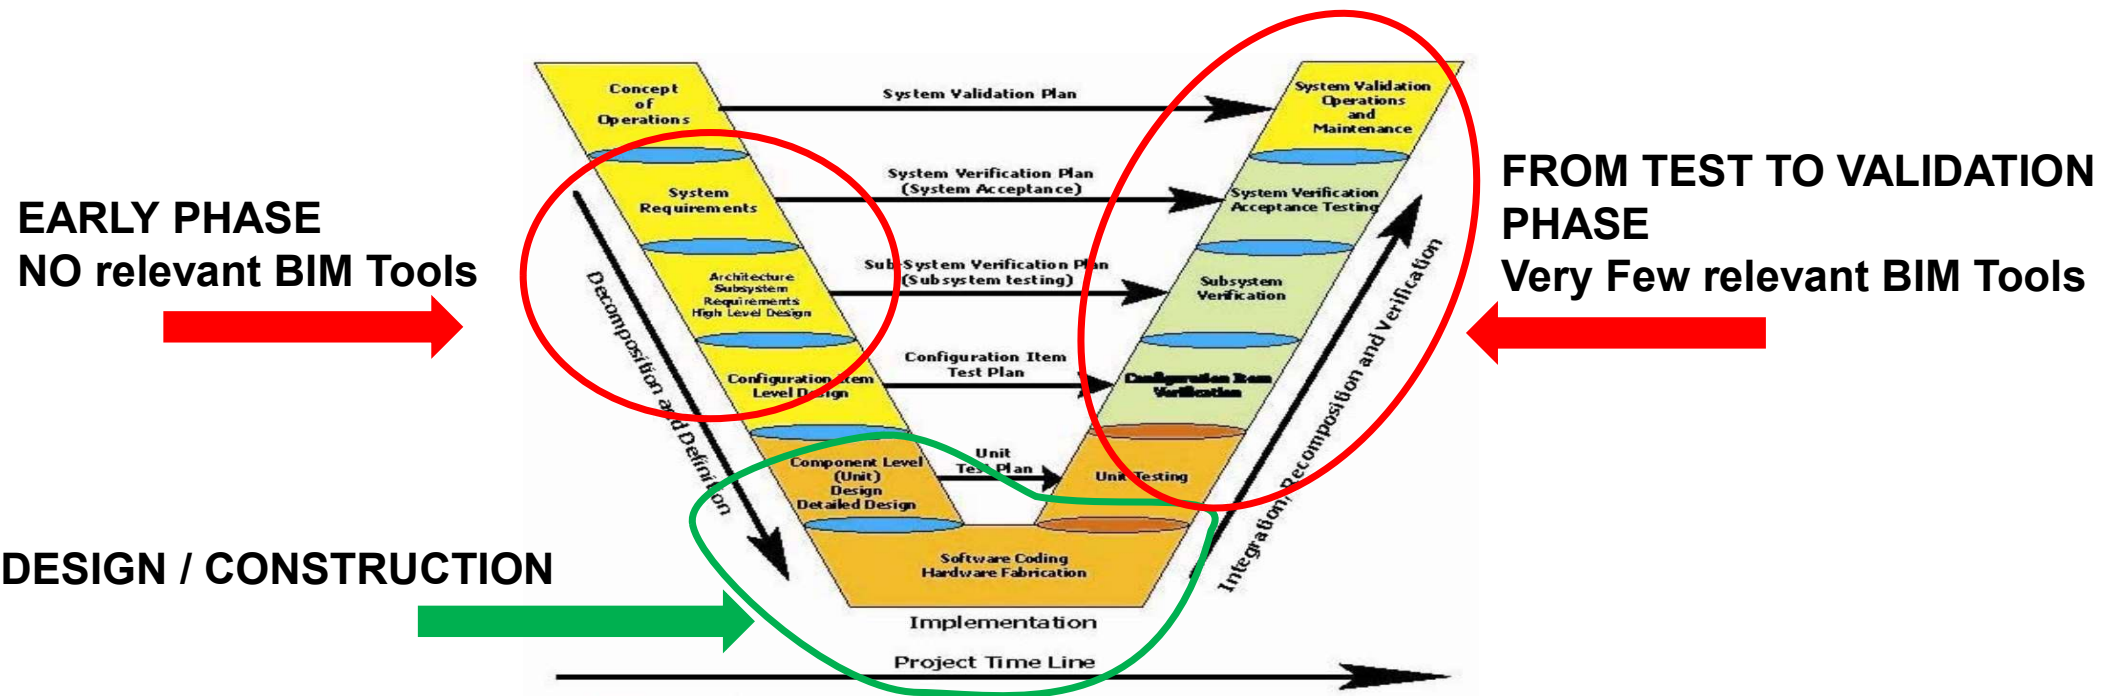 Concept
of
Operations
System Validation Plan
System Validation
Operations
and
Maintenance
EARLY PHASE
NO relevant BIM Tools
System
Requirements
System Verification Plan
(System Acceptance)
System Verification
Acceptance Testing
FROM TEST TO VALIDATION
PHASE
Very Few relevant BIM Tools
Architecture
Subsystem
Requirements
High Level Design
Sub-System Verification Plan
(Subsystem testing)
Subsystem
Verification
Decomposition and Definition
Configuration Item
Level Design
Configuration Item
Test Plan
Configuration Item
Verification
Integration, Recomposition and Verification
Component Level
(Unit)
Design
Detailed Design
Unit
Test Plan
Unit Testing
DESIGN / CONSTRUCTION
Software Coding
Hardware Fabrication
Implementation
Project Time Line